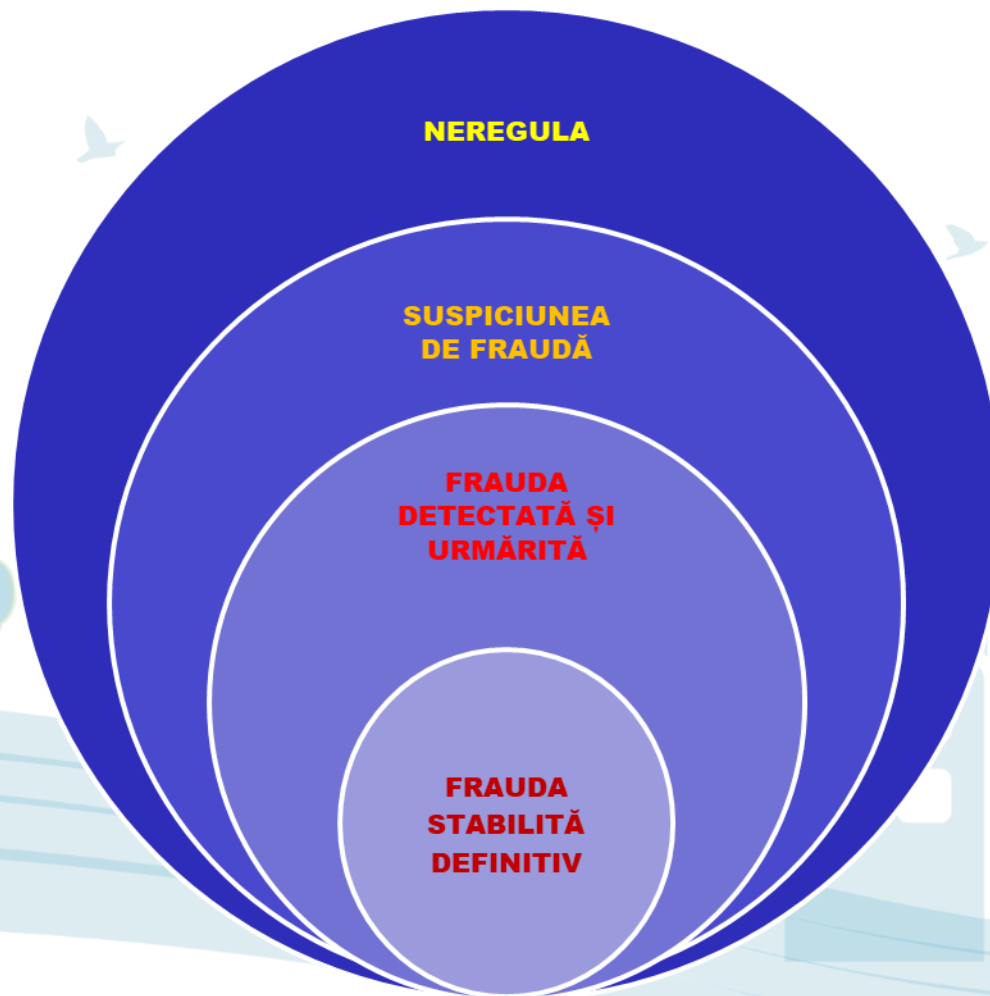 NEREGULA
SUSPICIUNEA
DE FRAUDĂ
FRAUDA
DETECTATĂ ȘI
URMĂRITĂ
FRAUDA
STABILITĂ
DEFINITIV